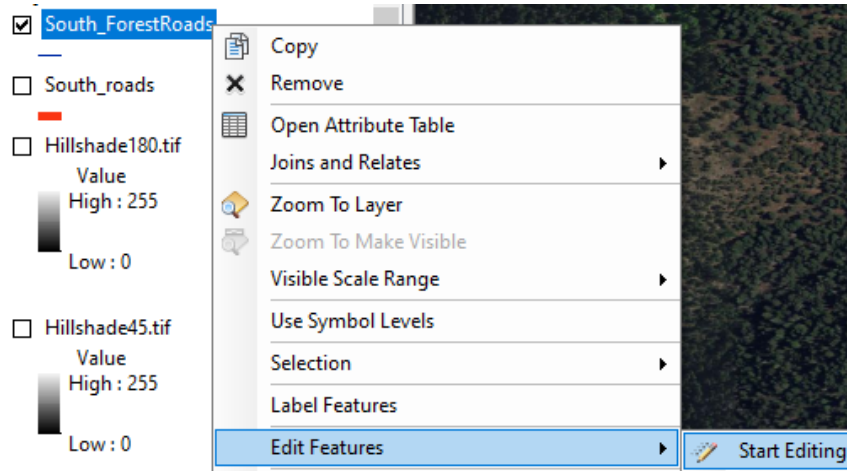 South_ForestRoads
South_roads
Hillshade180.tif
Value
High : 255
Low : 0
Hillshade45.tif
Value
High : 255
Low : 0
Copy
Remove
Open Attribute Table
Joins and Relates
Zoom To Layer
Zoom To Make Visible
Visible Scale Range
Use Symbol Levels
Selection
Label Features
Edit Features
Start Editing